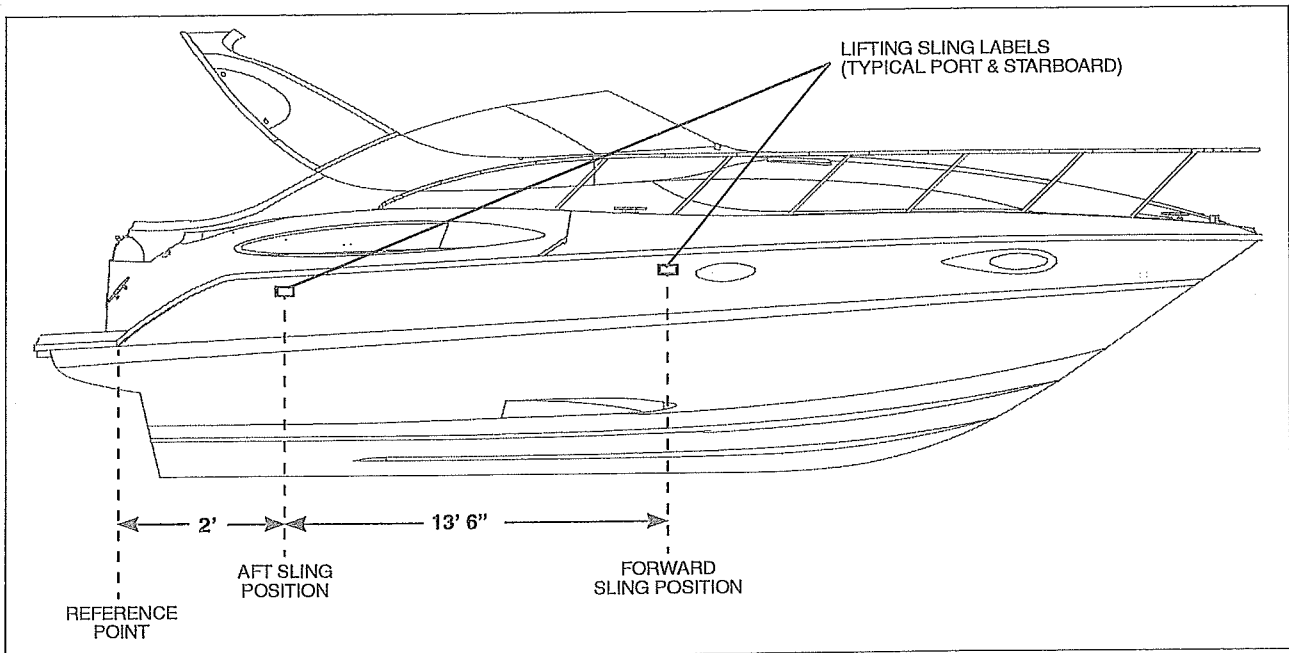 LIFTING SLING LABELS
(TYPICAL PORT & STARBOARD)
2'
13' 6"
AFT SLING
POSITION
FORWARD
SLING POSITION
REFERENCE
POINT